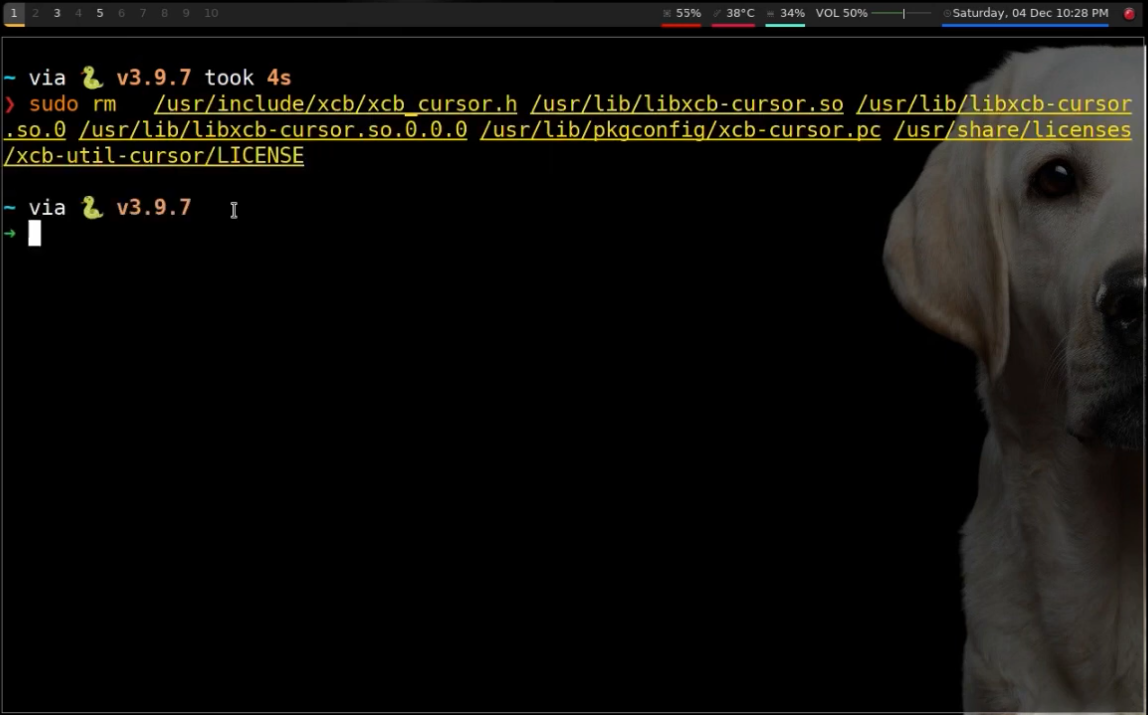 1 2 3 4 5 6 7 8 9 10 55% 38°C 34% VOL 50% Saturday, 04 Dec 10:28 PM
~ via 🐍 v3.9.7 took 4s
❯ sudo rm /usr/include/xcb/xcb_cursor.h /usr/lib/libxcb-cursor.so /usr/lib/libxcb-cursor
.so.0 /usr/lib/libxcb-cursor.so.0.0.0 /usr/lib/pkgconfig/xcb-cursor.pc /usr/share/licenses
/xcb-util-cursor/LICENSE
~ via 🐍 v3.9.7
➜